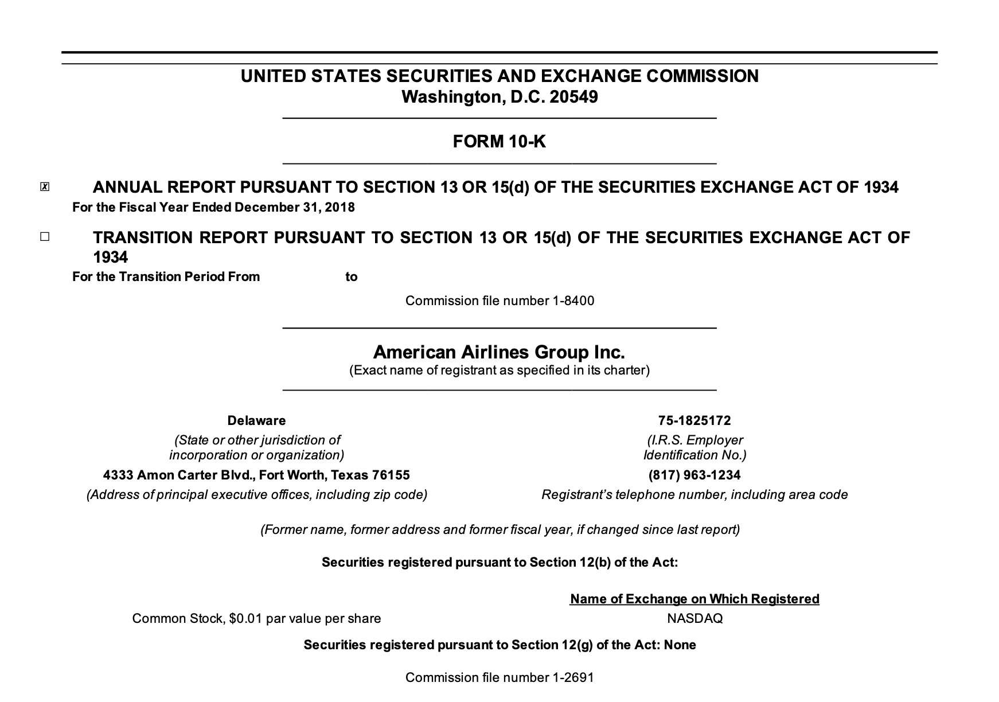 UNITED STATES SECURITIES AND EXCHANGE COMMISSION
Washington, D.C. 20549
FORM 10-K
☒ ANNUAL REPORT PURSUANT TO SECTION 13 OR 15(d) OF THE SECURITIES EXCHANGE ACT OF 1934
For the Fiscal Year Ended December 31, 2018
☐ TRANSITION REPORT PURSUANT TO SECTION 13 OR 15(d) OF THE SECURITIES EXCHANGE ACT OF
1934
For the Transition Period From to
Commission file number 1-8400
American Airlines Group Inc.
(Exact name of registrant as specified in its charter)
Delaware 75-1825172
(State or other jurisdiction of (I.R.S. Employer
incorporation or organization) Identification No.)
4333 Amon Carter Blvd., Fort Worth, Texas 76155 (817) 963-1234
(Address of principal executive offices, including zip code) Registrant’s telephone number, including area code
(Former name, former address and former fiscal year, if changed since last report)
Securities registered pursuant to Section 12(b) of the Act:
Name of Exchange on Which Registered
Common Stock, $0.01 par value per share NASDAQ
Securities registered pursuant to Section 12(g) of the Act: None
Commission file number 1-2691